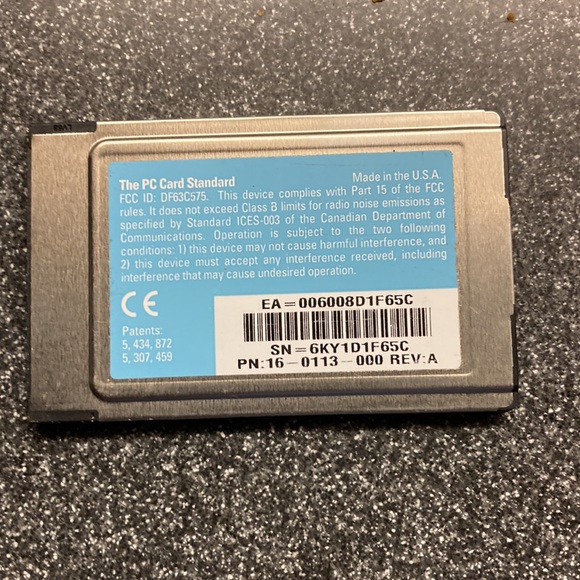 The PC Card Standard
Made in the U.S.A.
FCC ID: DF63C575. This device complies with Part 15 of the FCC
rules. It does not exceed Class B limits for radio noise emissions as
specified by Standard ICES-003 of the Canadian Department of
Communications. Operation is subject to the two following
conditions: 1) this device may not cause harmful interference, and
2) this device must accept any interference received, including
interference that may cause undesired operation.
CE
EA=006008D1F65C
Patents:
5, 434, 872
5, 307, 459
SN=6KY1D1F65C
PN:16-0113-000 REV:A